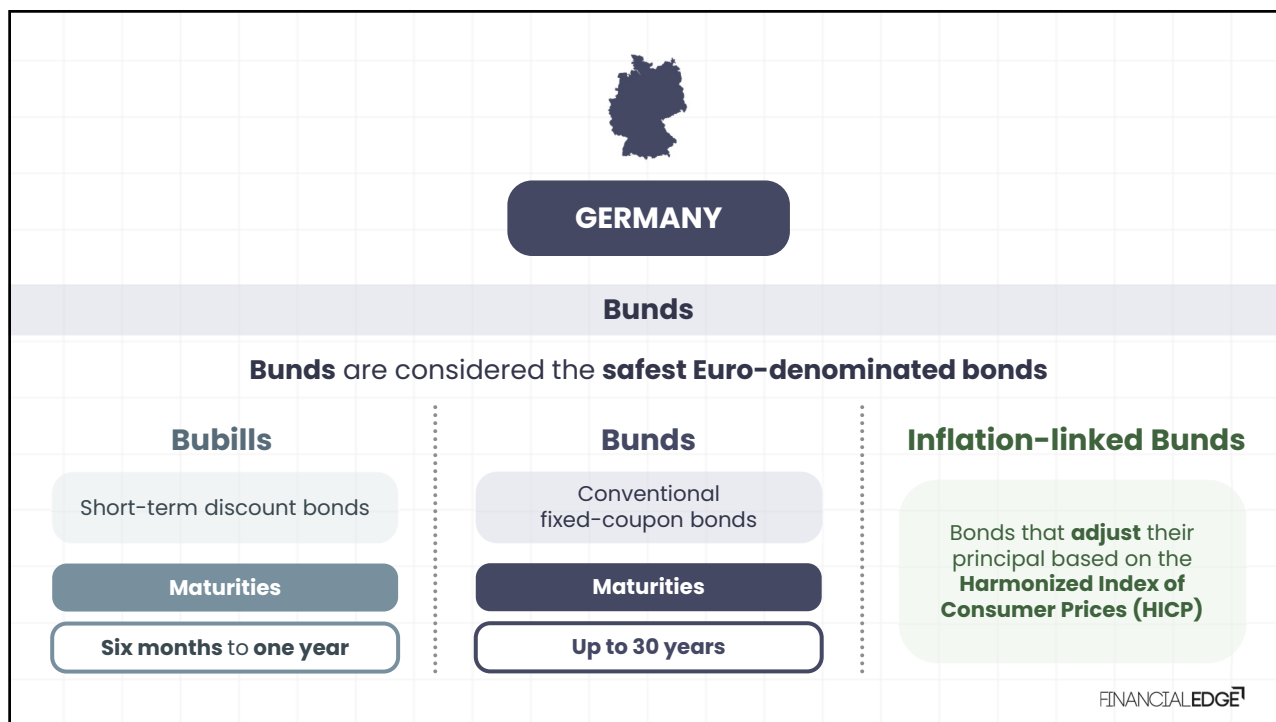 GERMANY
Bunds
Bunds are considered the safest Euro-denominated bonds
Bubills
Short-term discount bonds
Maturities
Six months to one year
Bunds
Conventional
fixed-coupon bonds
Maturities
Up to 30 years
Inflation-linked Bunds
Bonds that adjust their
principal based on the
Harmonized Index of
Consumer Prices (HICP)
FINANCIALEDGE